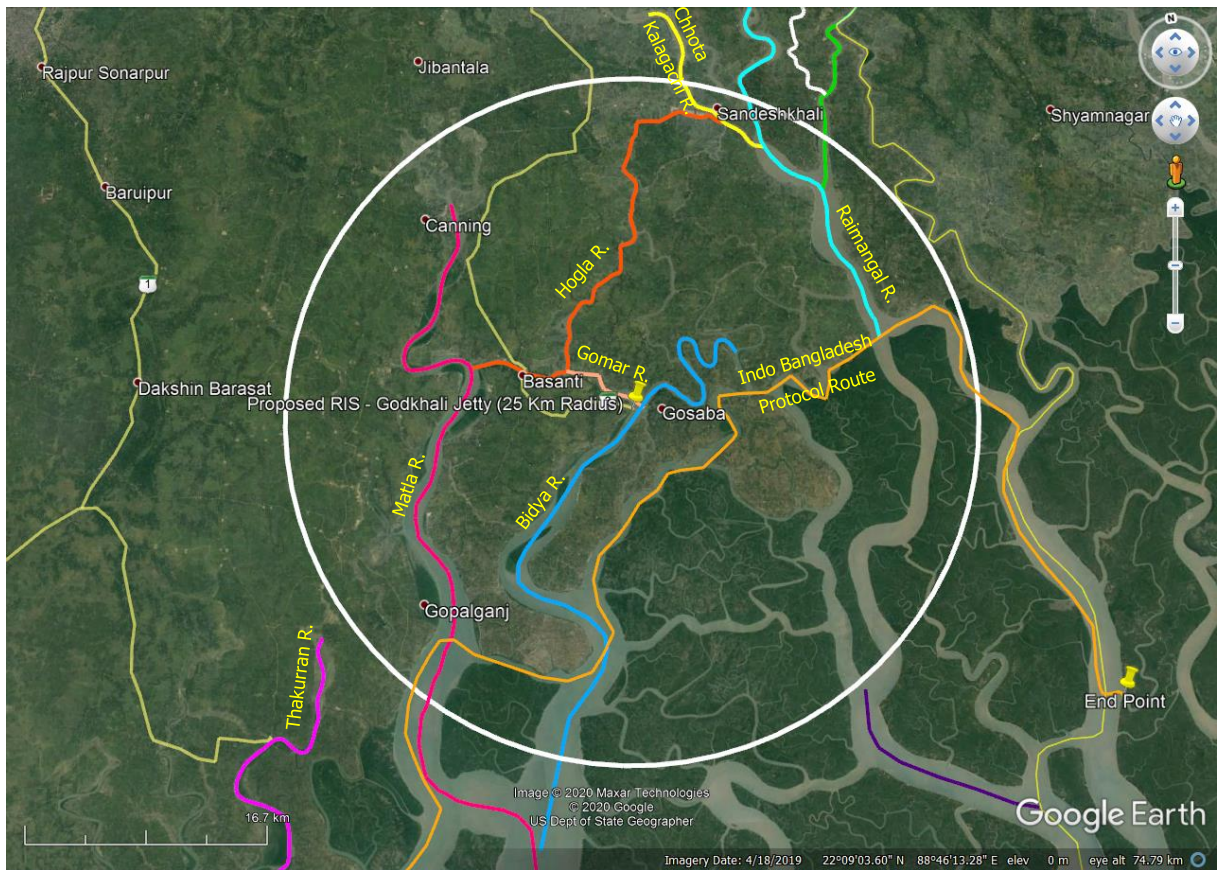 N
Chhota
Kalagachi R.
Rajpur Sonarpur
Jibantala
Sandeshkhali
Shyamnagar
Baruipur
Canning
Raimangal R.
Hogla R.
1
Gomar R.
Indo Bangladesh
Protocol Route
Dakshin Barasat
Basanti
Proposed RIS - Godkhali Jetty (25 Km Radius)
Gosaba
Matla R.
Bidya R.
Gopalganj
Thakurran R.
End Point
Image © 2020 Maxar Technologies
© 2020 Google
US Dept of State Geographer
Google Earth
16.7 km
Imagery Date: 4/18/2019 22°09'03.60" N 88°46'13.28" E elev 0 m eye alt 74.79 km